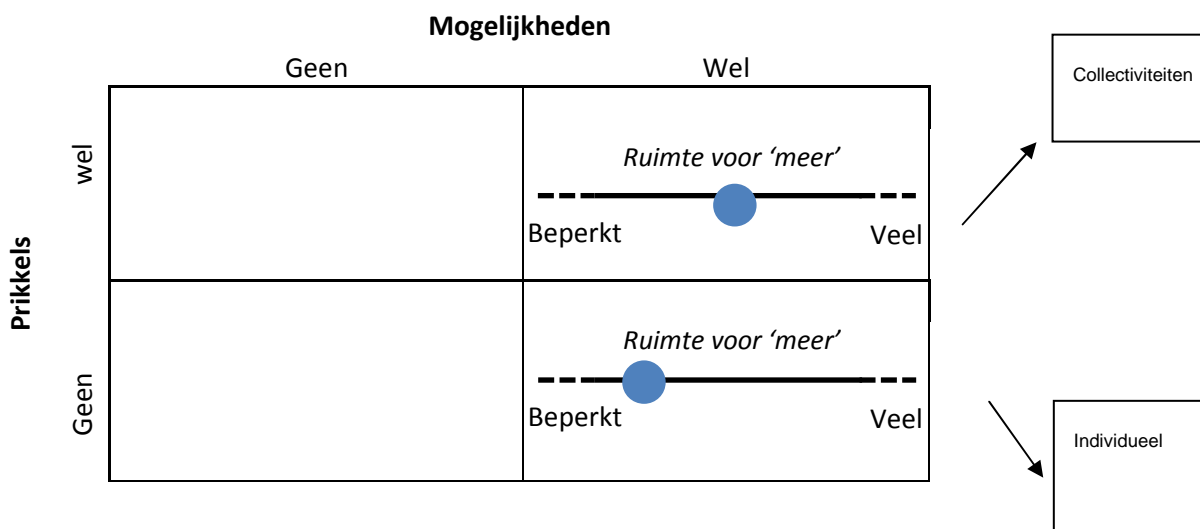 Mogelijkheden
Geen
Wel
Collectiviteiten
Prikkels
wel
Ruimte voor ‘meer’
Beperkt
Veel
Geen
Ruimte voor ‘meer’
Beperkt
Veel
Individueel